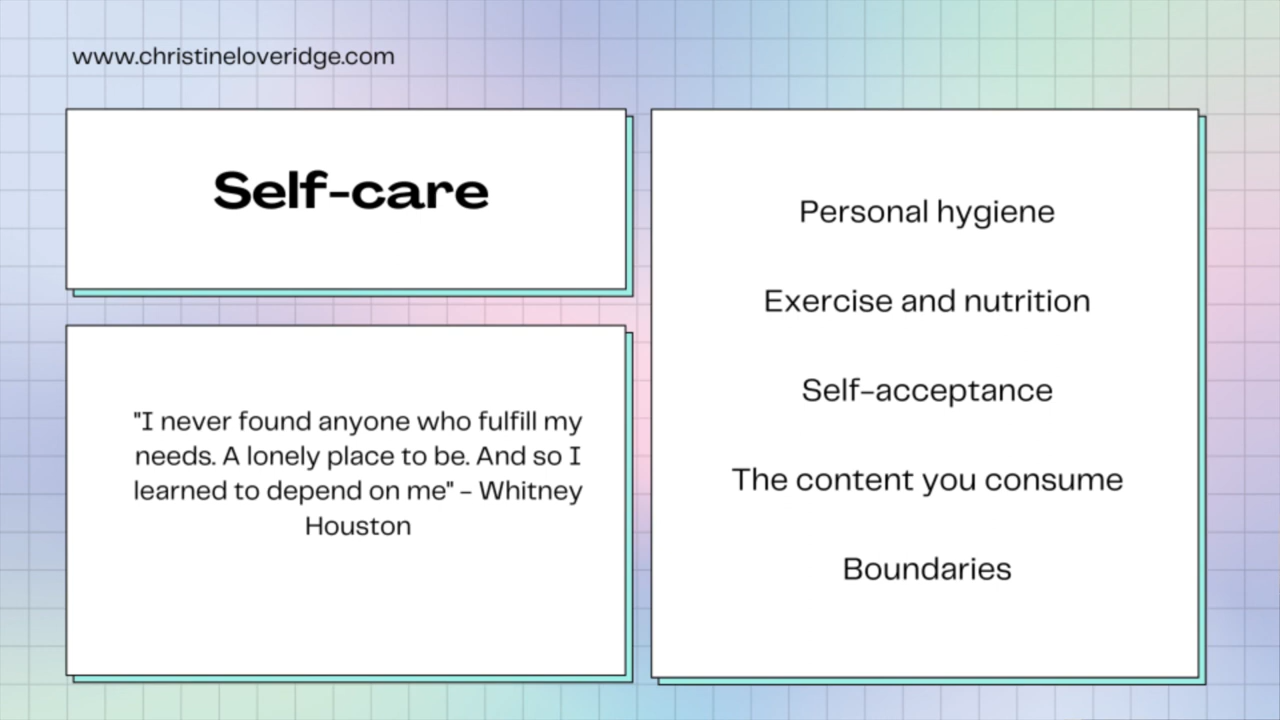 www.christineloveridge.com
Self-care
"I never found anyone who fulfill my
needs. A lonely place to be. And so I
learned to depend on me" - Whitney
Houston
Personal hygiene
Exercise and nutrition
Self-acceptance
The content you consume
Boundaries